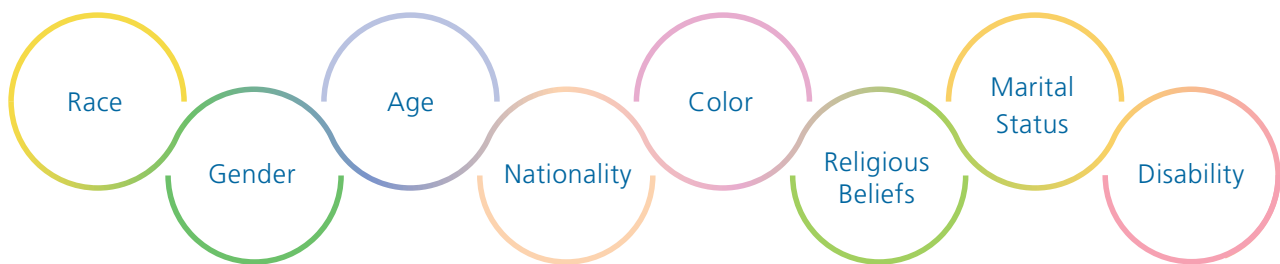 Race
Gender
Age
Nationality
Color
Religious
Beliefs
Marital
Status
Disability